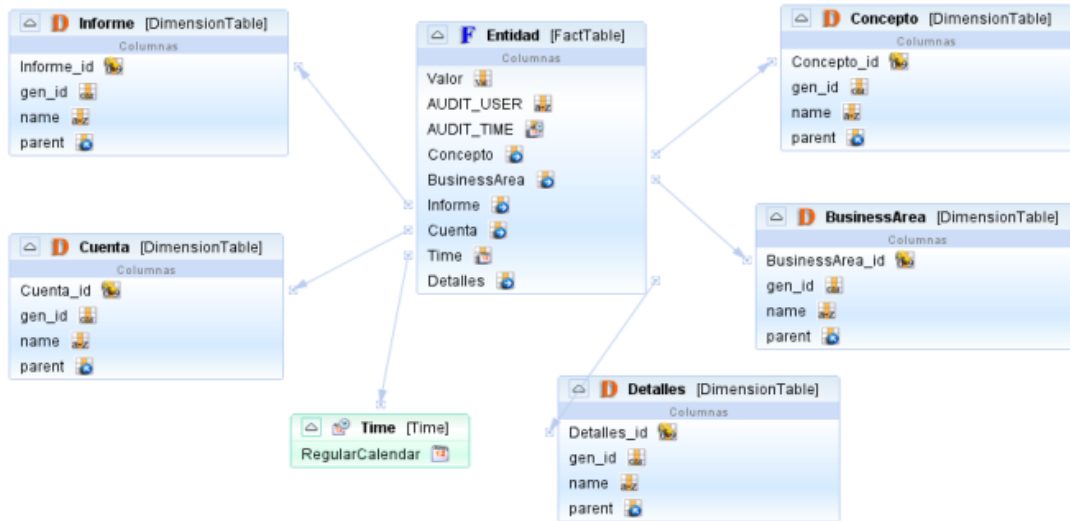 Informe [DimensionTable]
Columnas
Informe_id
gen_id
name
parent
Entidad [FactTable]
Columnas
Valor
AUDIT_USER
AUDIT_TIME
Concepto
BusinessArea
Informe
Cuenta
Time
Detalles
Concepto [DimensionTable]
Columnas
Concepto_id
gen_id
name
parent
Cuenta [DimensionTable]
Columnas
Cuenta_id
gen_id
name
parent
BusinessArea [DimensionTable]
Columnas
BusinessArea_id
gen_id
name
parent
Time [Time]
RegularCalendar
Detalles [DimensionTable]
Columnas
Detalles_id
gen_id
name
parent